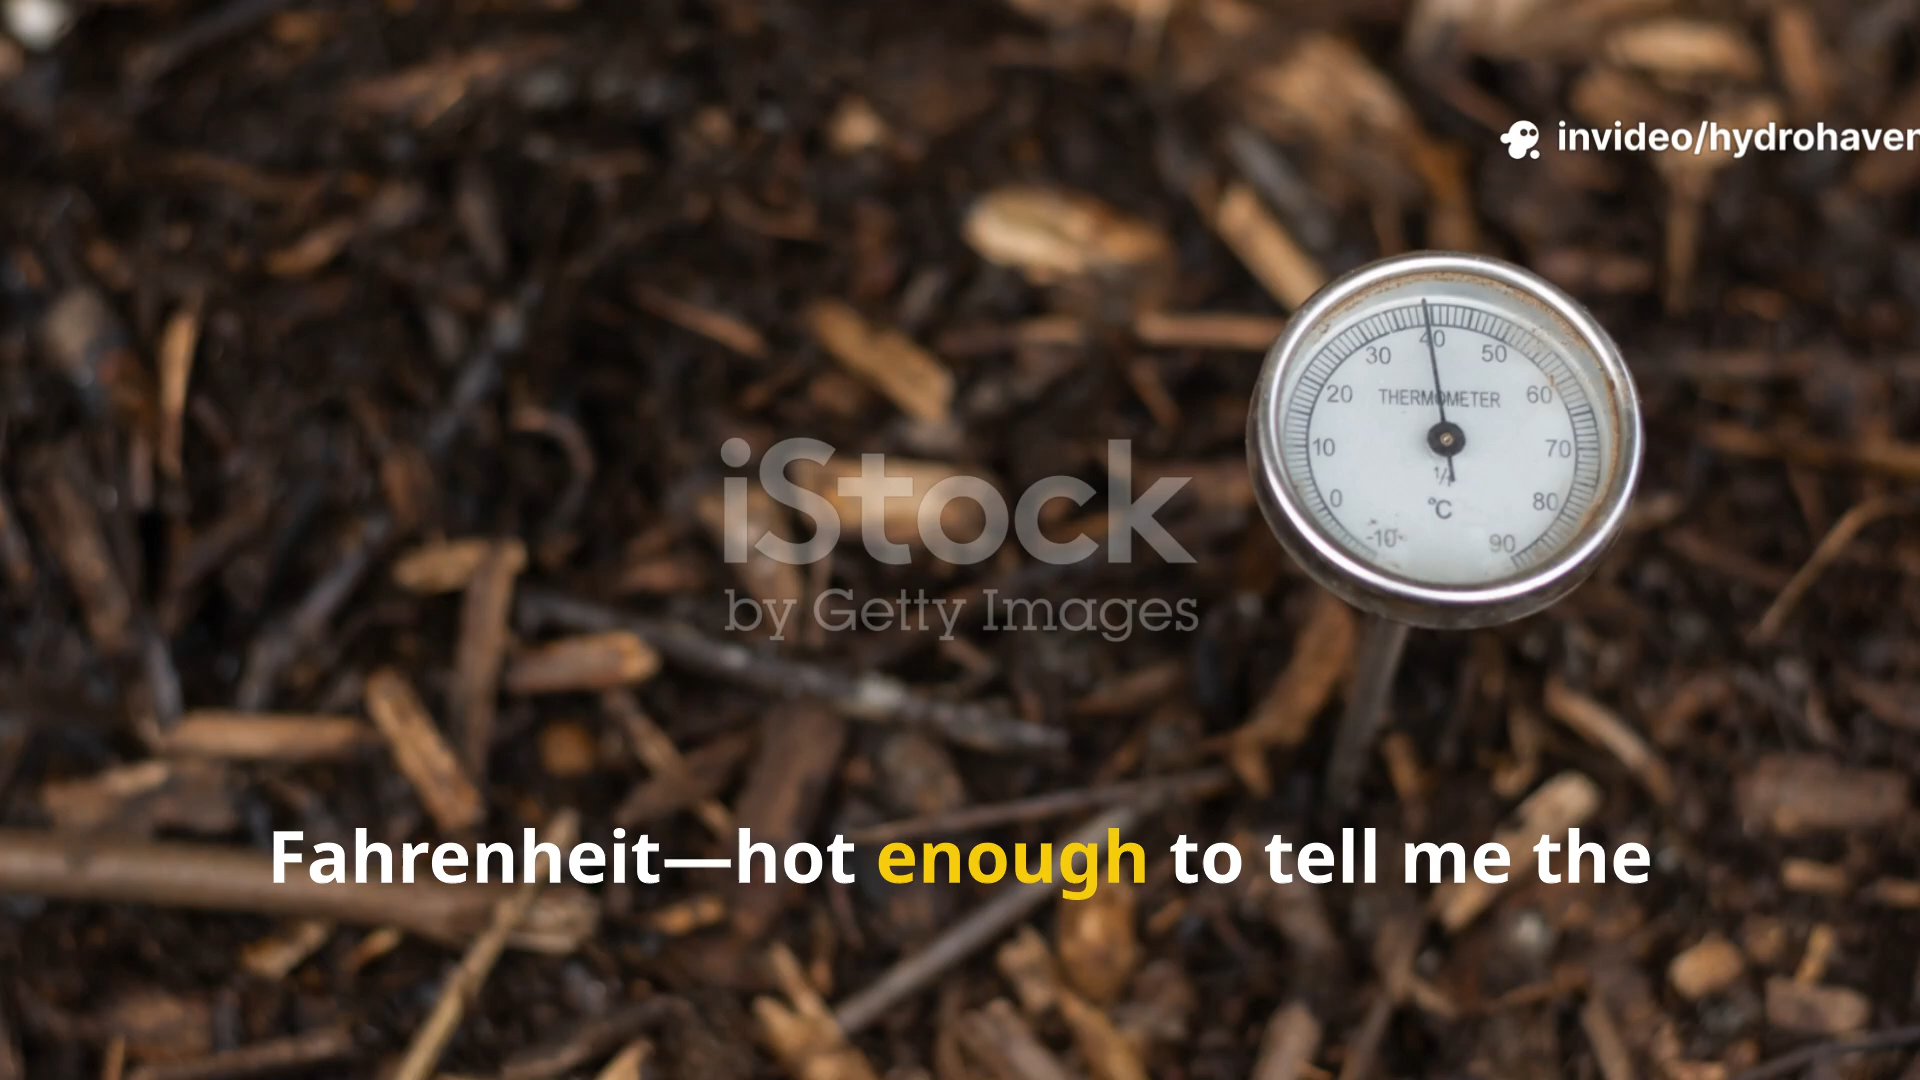 invideo/hydrohaven
40
30
50
20
THERMOMETER
60
10
70
0
°C
80
-10
90
iStock
by Getty Images
Fahrenheit—hot enough to tell me the